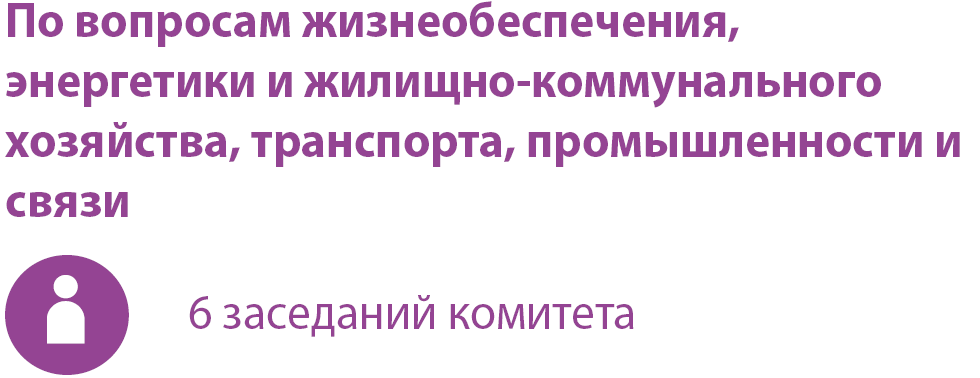 По вопросам жизнеобеспечения,
энергетики и жилищно-коммунального
хозяйства, транспорта, промышленности и
связи
6 заседаний комитета